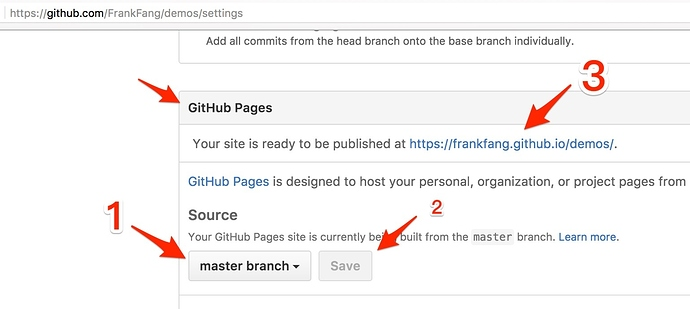 https://github.com/FrankFang/demos/settings
Add all commits from the head branch onto the base branch individually.
3
GitHub Pages
Your site is ready to be published at https://frankfang.github.io/demos/.
GitHub Pages is designed to host your personal, organization, or project pages from
1
Source
2
Your GitHub Pages site is currently being built from the master branch. Learn more.
master branch
Save